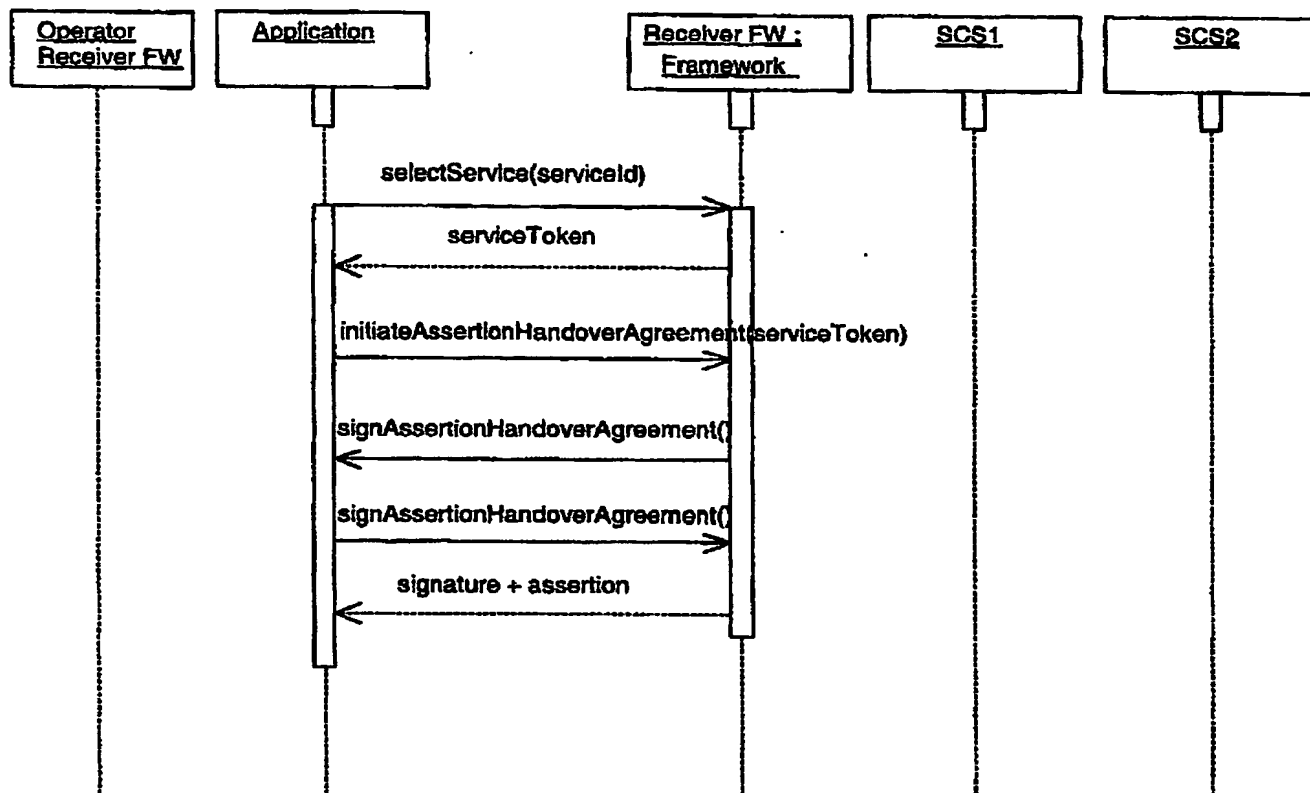 Operator
Receiver FW
Application
Receiver FW :
Framework
SCS1
SCS2
selectService(serviceId)
serviceToken
initiateAssertionHandoverAgreement(serviceToken)
signAssertionHandoverAgreement()
signAssertionHandoverAgreement()
signature + assertion